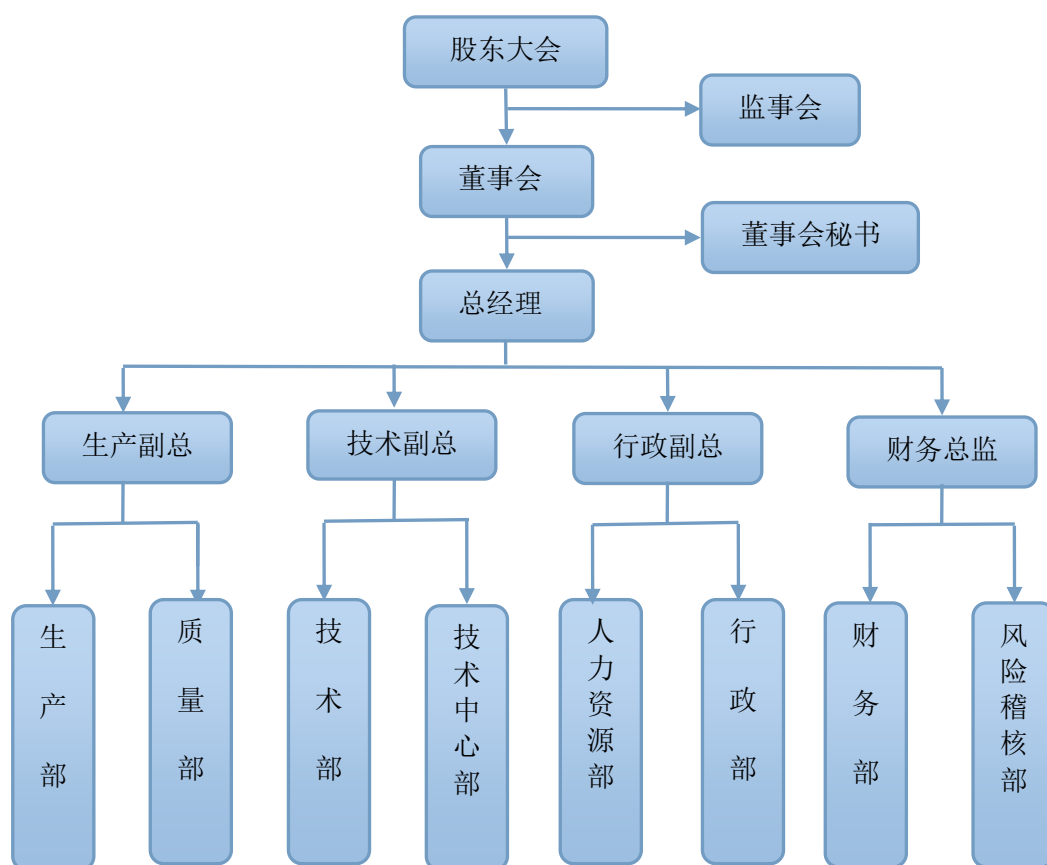 股东大会
监事会
董事会
董事会秘书
总经理
生产副总
技术副总
行政副总
财务总监
生产部
质量部
技术部
技术中心部
人力资源部
行政部
财务部
风险稽核部